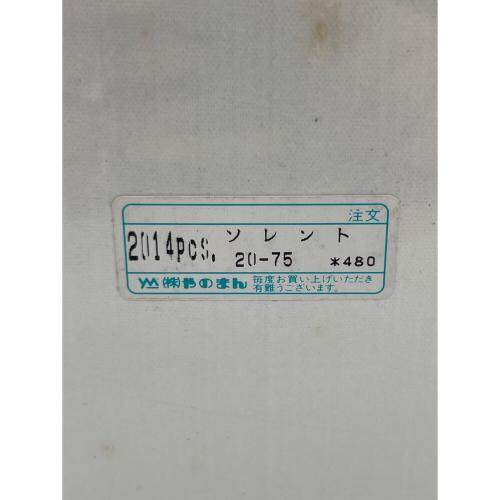 注文
2014pcs. ソレント
20-75 *480
YM (株)やのまん 毎度お買い上げいただき
有難うございます。